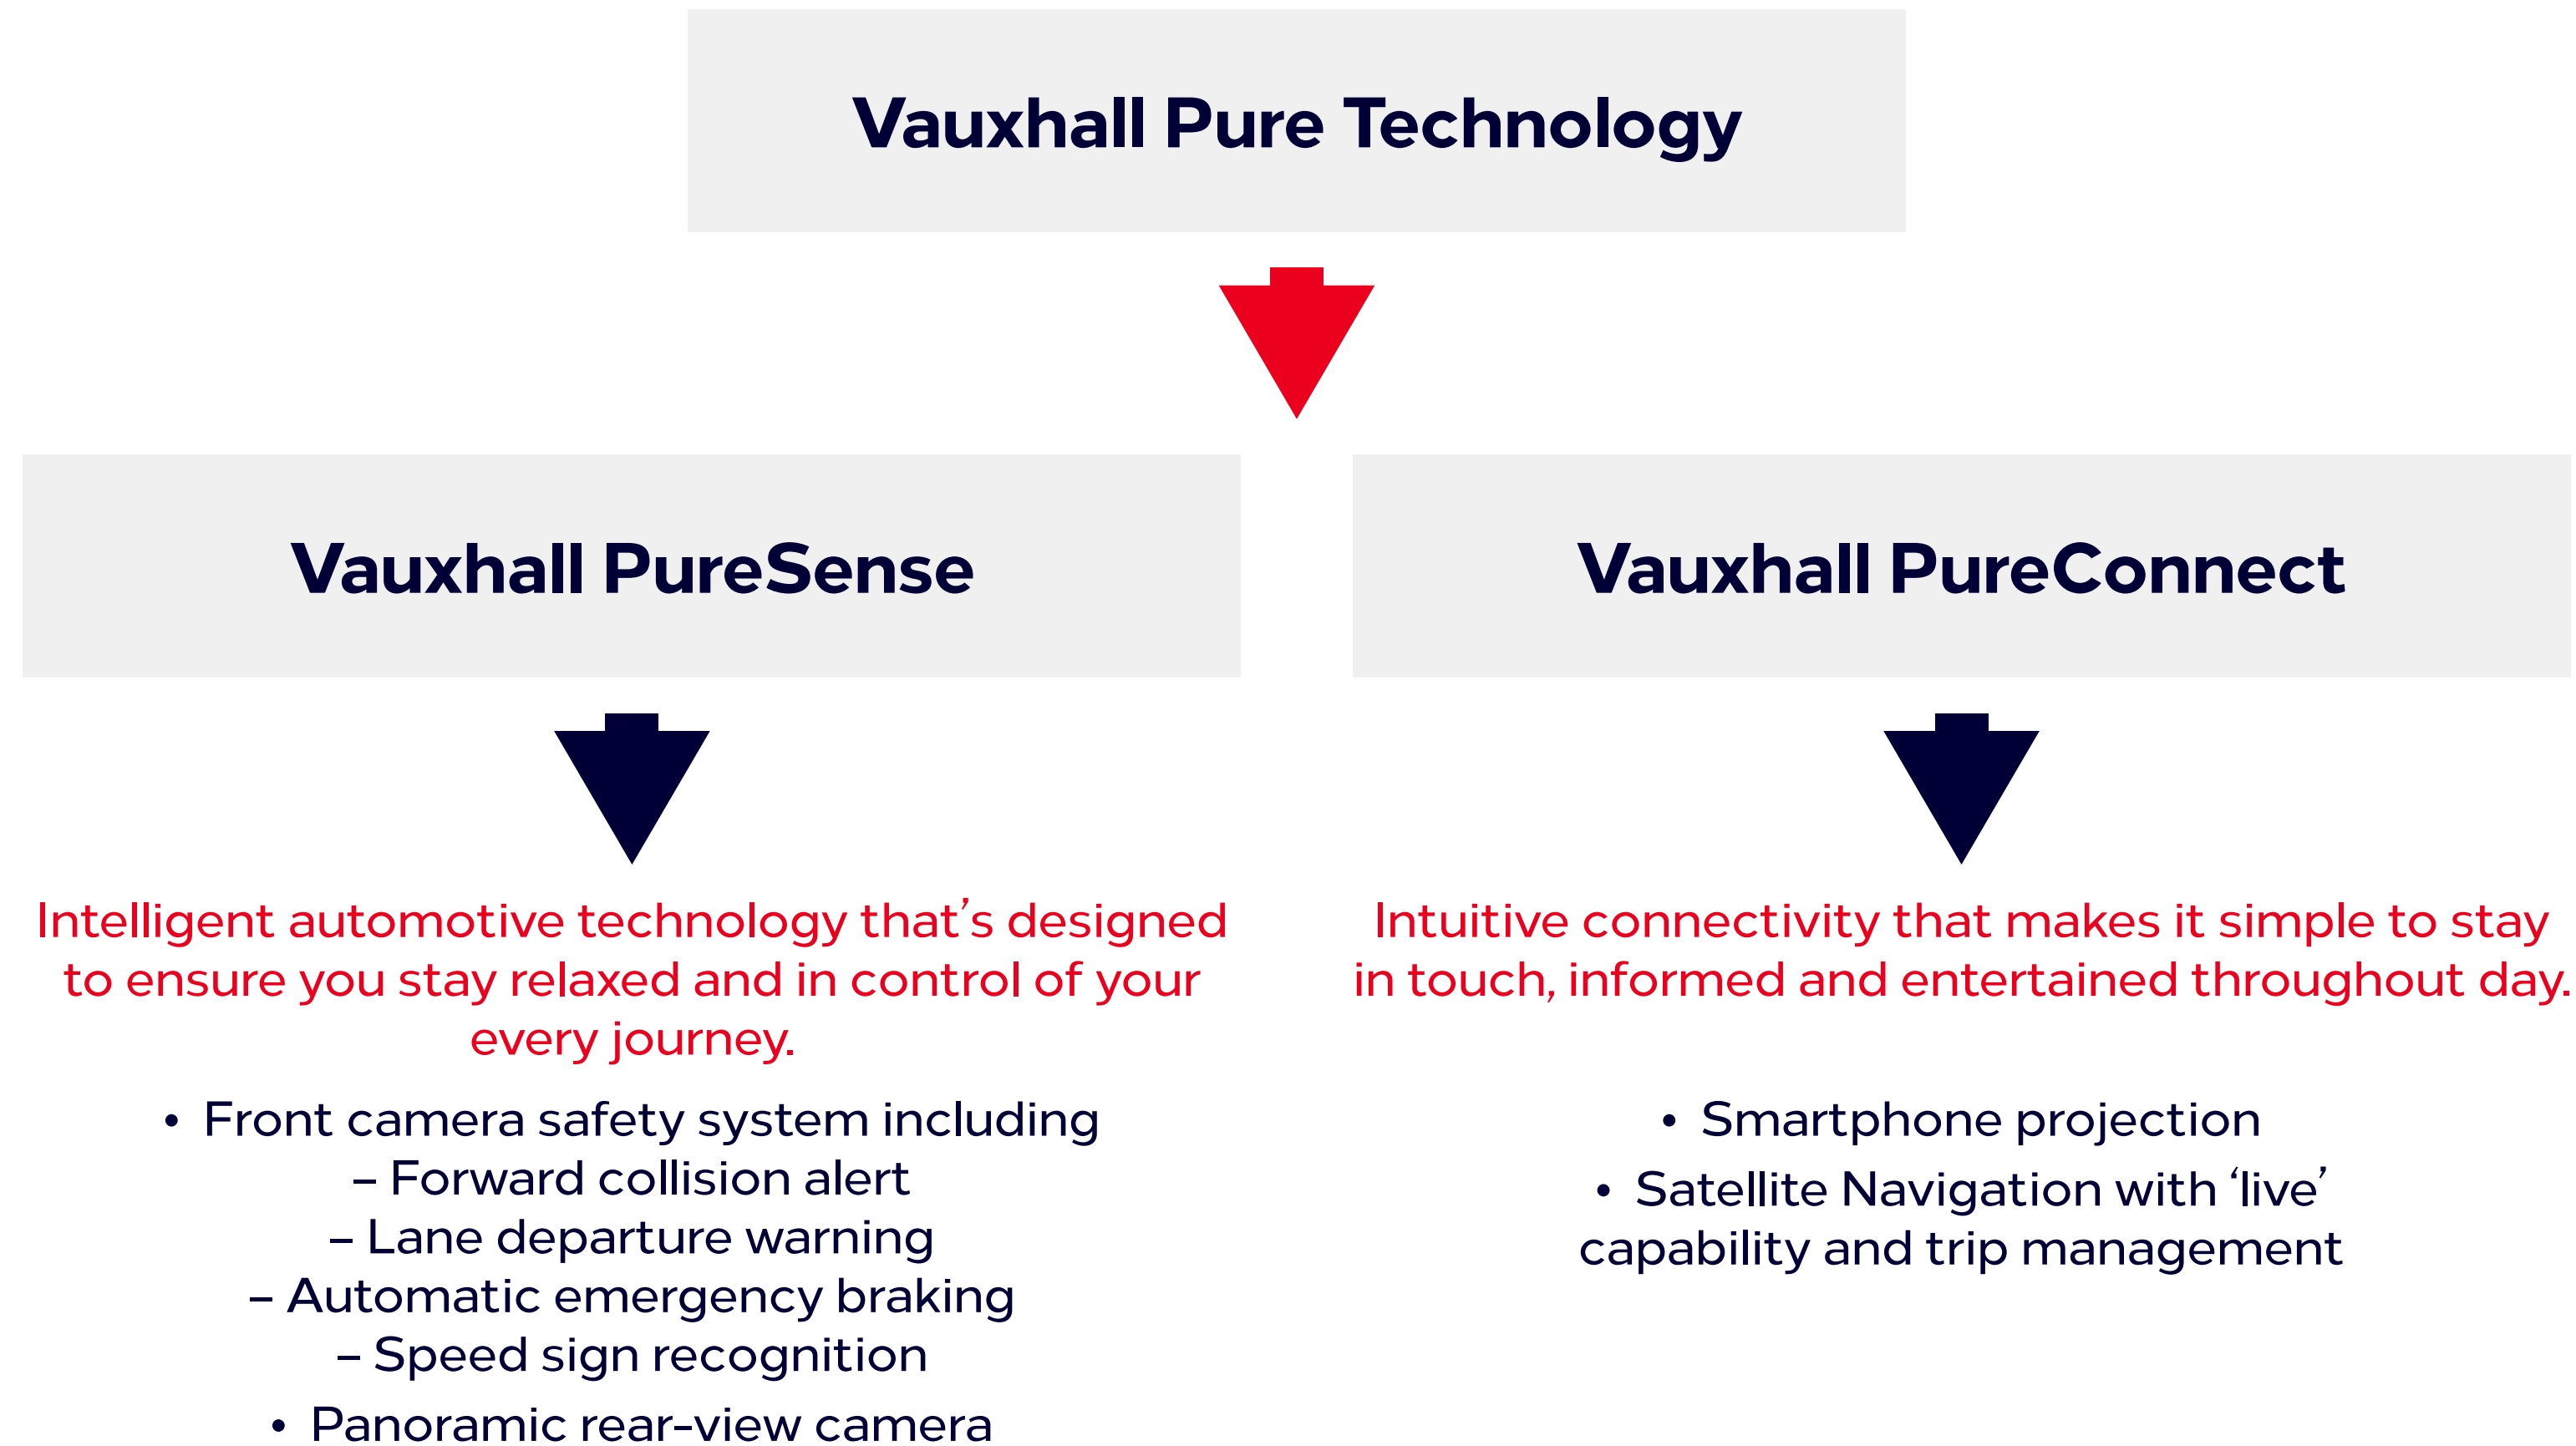 Vauxhall Pure Technology
Vauxhall PureSense
Intelligent automotive technology that’s designed
to ensure you stay relaxed and in control of your
every journey.
• Front camera safety system including
– Forward collision alert
– Lane departure warning
– Automatic emergency braking
– Speed sign recognition
• Panoramic rear-view camera
Vauxhall PureConnect
Intuitive connectivity that makes it simple to stay
in touch, informed and entertained throughout day.
• Smartphone projection
• Satellite Navigation with ‘live’
capability and trip management